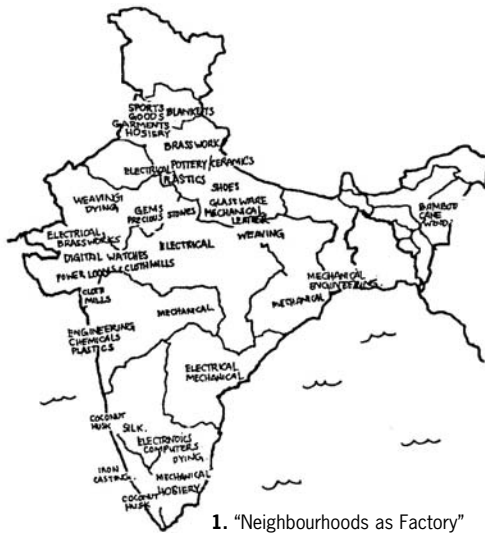 SPORTS
GOODS
GARMENTS
HOSIERY
BLANKETS
BRASSWORK
ELECTRICAL
POTTERY/CERAMICS
PLASTICS
SHOES
WEAVING
DYING
GEMS
PRECIOUS STONES
GLASSWARE
MECHANICAL
LEATHER
BAMBOO
CANE
WOOD.
ELECTRICAL
BRASSWORKS
ELECTRICAL
WEAVING
DIGITAL WATCHES
POWER LOOMS & CLOTH MILLS
CLOTH
MILLS
MECHANICAL
ENGINEERING.
MECHANICAL
MECHANICAL
ENGINEERING
CHEMICALS
PLASTICS
ELECTRICAL
MECHANICAL
COCONUT
HUSK
SILK.
ELECTRONICS
COMPUTERS
DYING.
IRON
CASTING.
MECHANICAL
HOSIERY
COCONUT
HUSK
1. “Neighbourhoods as Factory”